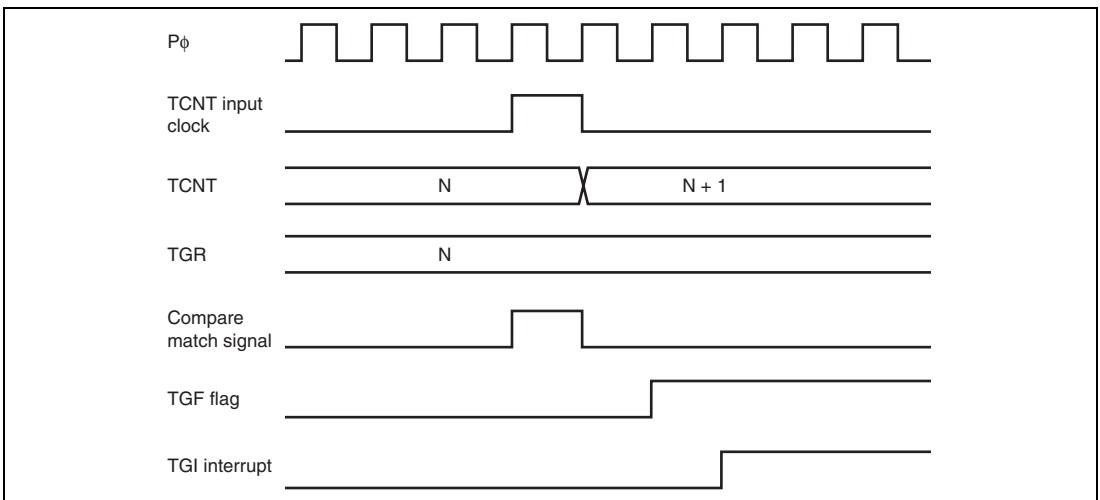 Pϕ
TCNT input
clock
TCNT
N
N + 1
TGR
N
Compare
match signal
TGF flag
TGI interrupt